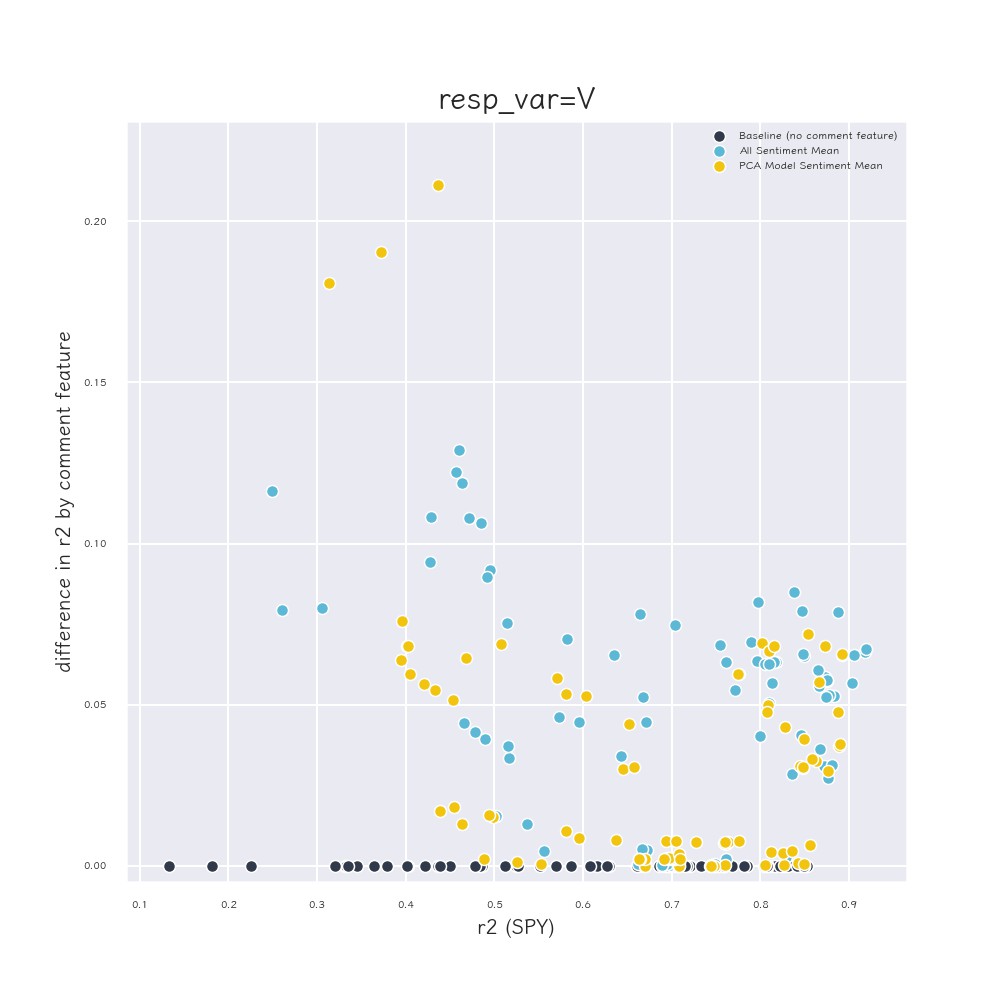 resp_var=V
Baseline (no comment feature)
All Sentiment Mean
PCA Model Sentiment Mean
difference in r2 by comment feature
0.20
0.15
0.10
0.05
0.00
0.1 0.2 0.3 0.4 0.5 0.6 0.7 0.8 0.9
r2 (SPY)